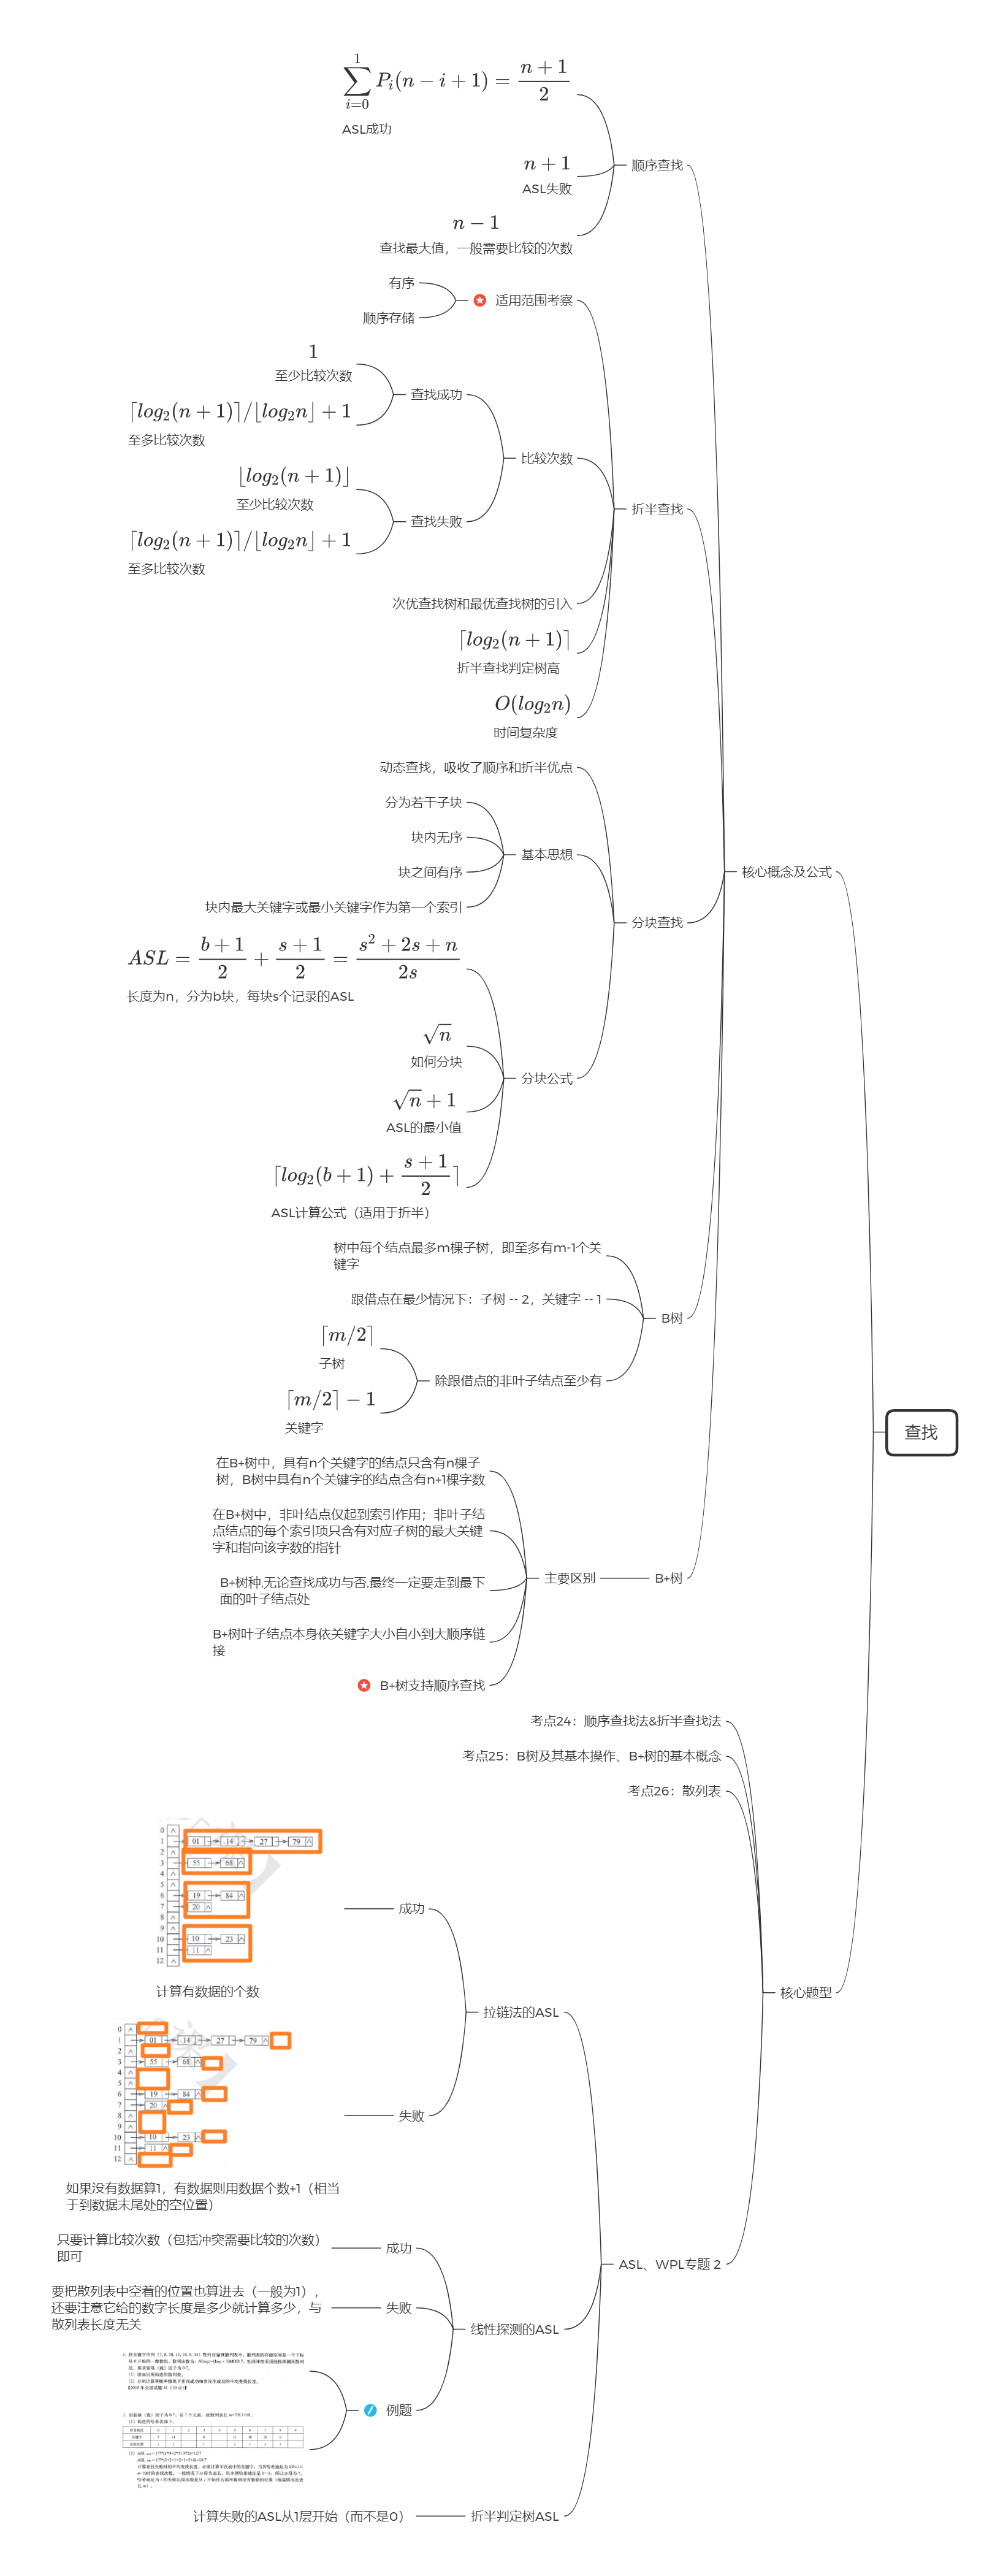 $\sum_{i=0}^{1} P_i(n-i+1) = \frac{n+1}{2}$
ASL成功
$n+1$
ASL失败
$n-1$
查找最大值，一般需要比较的次数
顺序查找
有序
顺序存储
适用范围考察
1
至少比较次数
$\lceil log_2(n+1) \rceil / \lfloor log_2 n \rfloor + 1$
至多比较次数
查找成功
$\lfloor log_2(n+1) \rfloor$
至少比较次数
$\lceil log_2(n+1) \rceil / \lfloor log_2 n \rfloor + 1$
至多比较次数
查找失败
比较次数
次优查找树和最优查找树的引入
$\lceil log_2(n+1) \rceil$
折半查找判定树高
$O(log_2 n)$
时间复杂度
折半查找
动态查找，吸收了顺序和折半优点
分为若干子块
块内无序
块之间有序
块内最大关键字或最小关键字作为第一个索引
基本思想
$ASL = \frac{b+1}{2} + \frac{s+1}{2} = \frac{s^2+2s+n}{2s}$
长度为n，分为b块，每块s个记录的ASL
$\sqrt{n}$
如何分块
$\sqrt{n}+1$
ASL的最小值
$\lceil log_2(b+1) + \frac{s+1}{2} \rceil$
ASL计算公式（适用于折半）
分块公式
分块查找
核心概念及公式
树中每个结点最多m棵子树，即至多有m-1个关
键字
跟借点在最少情况下：子树 -- 2，关键字 -- 1
$\lceil m/2 \rceil$
子树
$\lceil m/2 \rceil - 1$
关键字
除跟借点的非叶子结点至少有
B树
查找
在B+树中，具有n个关键字的结点只含有n棵子
树，B树中具有n个关键字的结点含有n+1棵字数
在B+树中，非叶结点仅起到索引作用；非叶子结
点结点的每个索引项只含有对应子树的最大关键
字和指向该字数的指针
B+树种,无论查找成功与否,最终一定要走到最下
面的叶子结点处
B+树叶子结点本身依关键字大小自小到大顺序链
接
B+树支持顺序查找
主要区别
B+树
考点24：顺序查找法&折半查找法
考点25：B树及其基本操作、B+树的基本概念
考点26：散列表
0 ∧
1 01 14 27 79 ∧
2 ∧
3 55 68 ∧
4 ∧
5
6 19 84 ∧
7 20 ∧
8 ∧
9 ∧
10 10 23 ∧
11 11 ∧
12 ∧
计算有数据的个数
成功
0 ∧
1 01 14 27 79 ∧
2 ∧
3 55 68 ∧
4 ∧
5 ∧
6 19 84 ∧
7 20 ∧
8 ∧
9 ∧
10 10 23 ∧
11 11 ∧
12 ∧
如果没有数据算1，有数据则用数据个数+1（相当
于到数据末尾处的空位置）
失败
拉链法的ASL
核心题型
只要计算比较次数（包括冲突需要比较的次数）
即可
成功
要把散列表中空着的位置也算进去（一般为1），
还要注意它给的数字长度是多少就计算多少，与
散列表长度无关
失败
线性探测的ASL
例题
ASL、WPL专题 2
计算失败的ASL从1层开始（而不是0）
折半判定树ASL